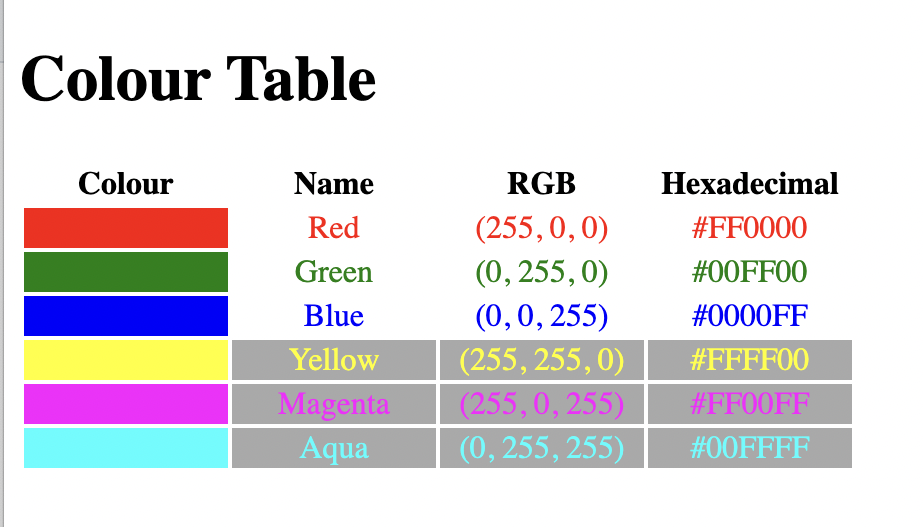 Colour Table
Colour Name RGB Hexadecimal
Red (255, 0, 0) #FF0000
Green (0, 255, 0) #00FF00
Blue (0, 0, 255) #0000FF
Yellow (255, 255, 0) #FFFF00
Magenta (255, 0, 255) #FF00FF
Aqua (0, 255, 255) #00FFFF